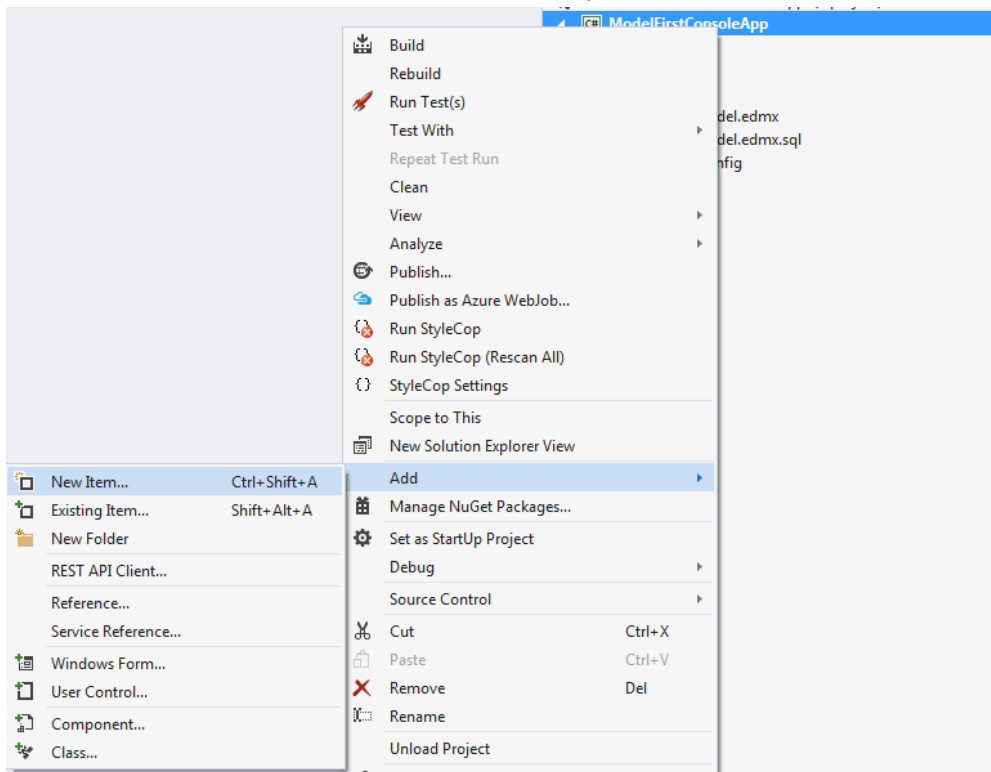 C# ModelFirstConsoleApp
Build
Rebuild
Run Test(s)
del.edmx
Test With
del.edmx.sql
Repeat Test Run
nfig
Clean
View
Analyze
Publish...
Publish as Azure WebJob...
Run StyleCop
Run StyleCop (Rescan All)
StyleCop Settings
Scope to This
New Solution Explorer View
Add
Manage NuGet Packages...
Set as StartUp Project
Debug
Source Control
Cut Ctrl+X
Paste Ctrl+V
Remove Del
Rename
Unload Project
New Item... Ctrl+Shift+A
Existing Item... Shift+Alt+A
New Folder
REST API Client...
Reference...
Service Reference...
Windows Form...
User Control...
Component...
Class...